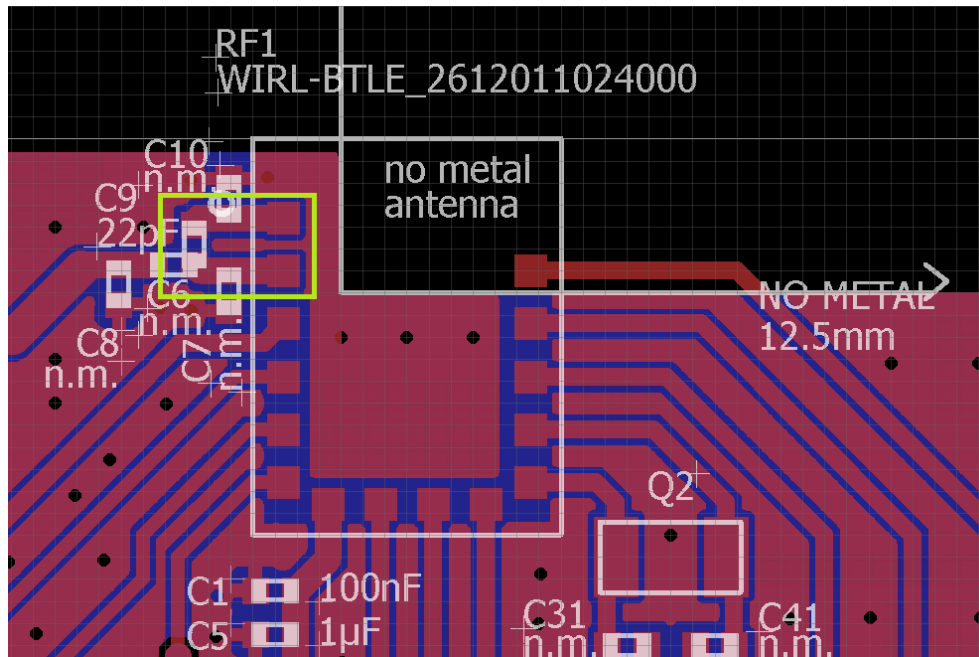 RF1
WIRL-BTLE_2612011024000
no metal
antenna
C10
n.m.
C9
22pF
C6
n.m.
C8
n.m.
C7
n.m.
NO METAL
12.5mm
Q2
C1
100nF
C5
1µF
C31
n.m.
C41
n.m.